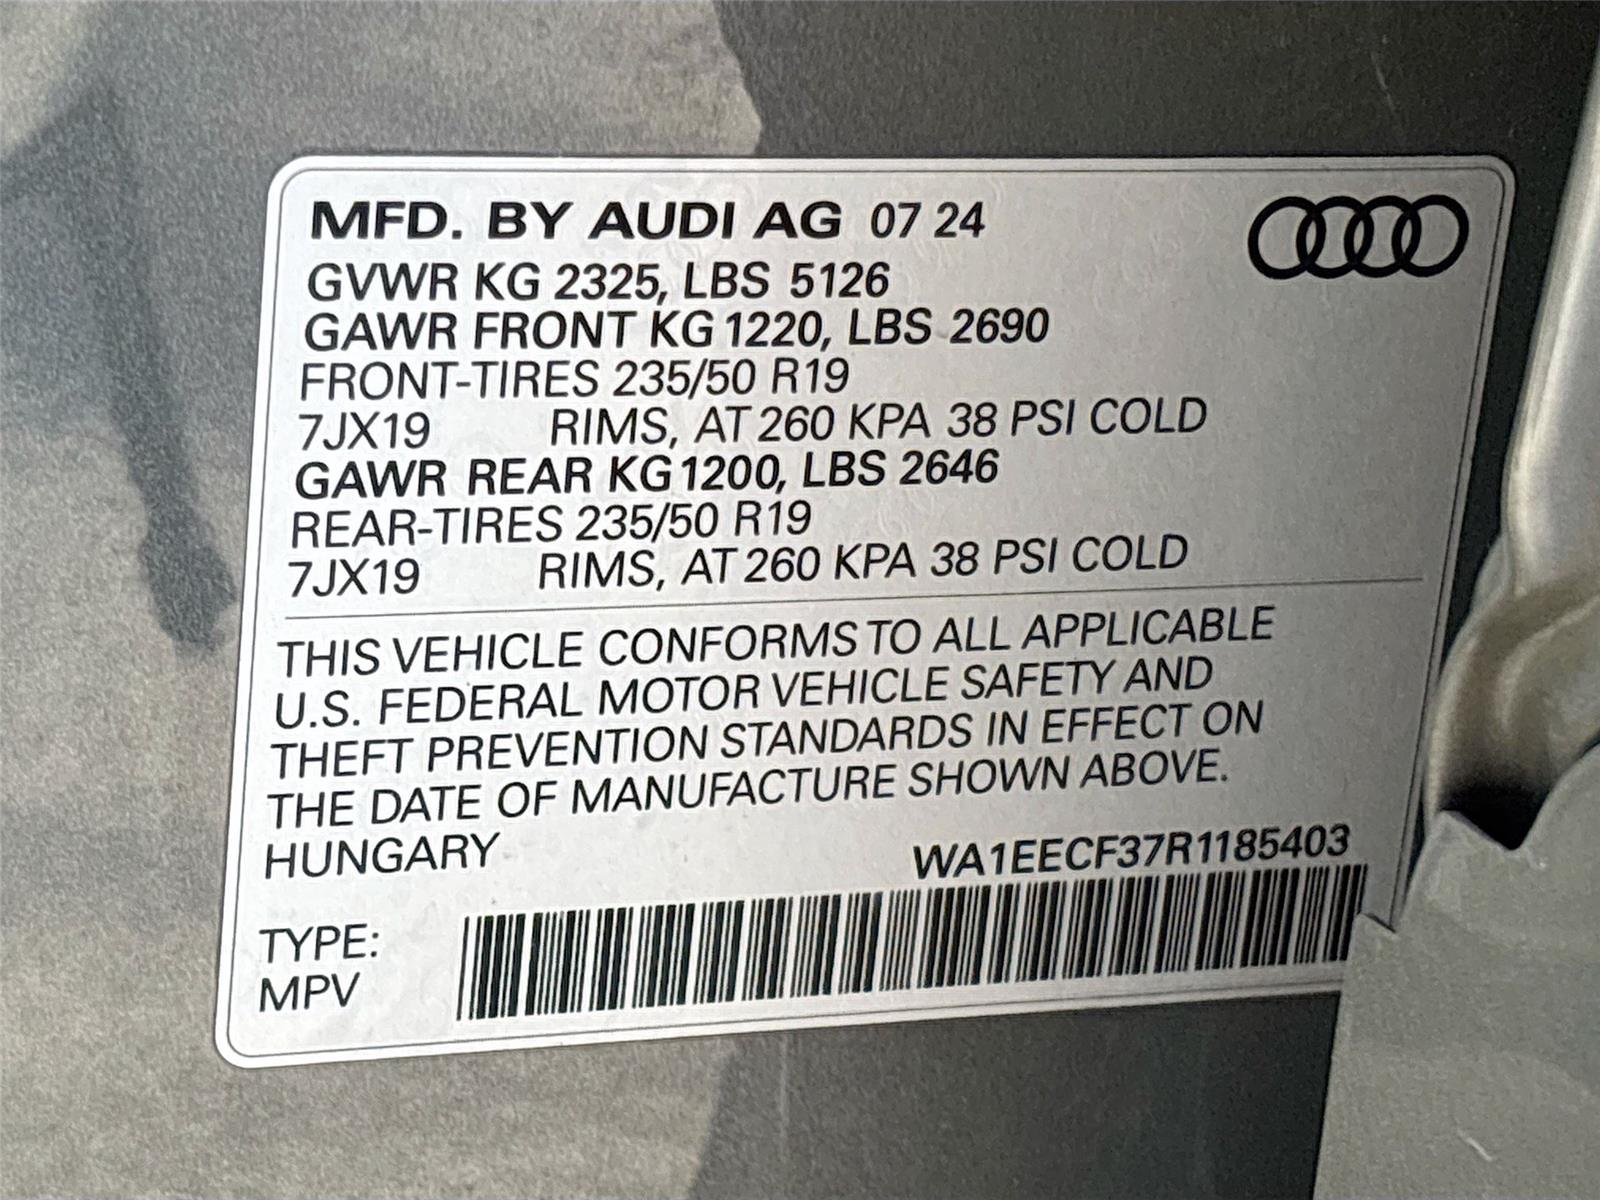 MFD. BY AUDI AG 07 24
GVWR KG 2325, LBS 5126
GAWR FRONT KG 1220, LBS 2690
FRONT-TIRES 235/50 R19
7JX19 RIMS, AT 260 KPA 38 PSI COLD
GAWR REAR KG 1200, LBS 2646
REAR-TIRES 235/50 R19
7JX19 RIMS, AT 260 KPA 38 PSI COLD
THIS VEHICLE CONFORMS TO ALL APPLICABLE
U.S. FEDERAL MOTOR VEHICLE SAFETY AND
THEFT PREVENTION STANDARDS IN EFFECT ON
THE DATE OF MANUFACTURE SHOWN ABOVE.
HUNGARY WA1EECF37R1185403
TYPE:
MPV